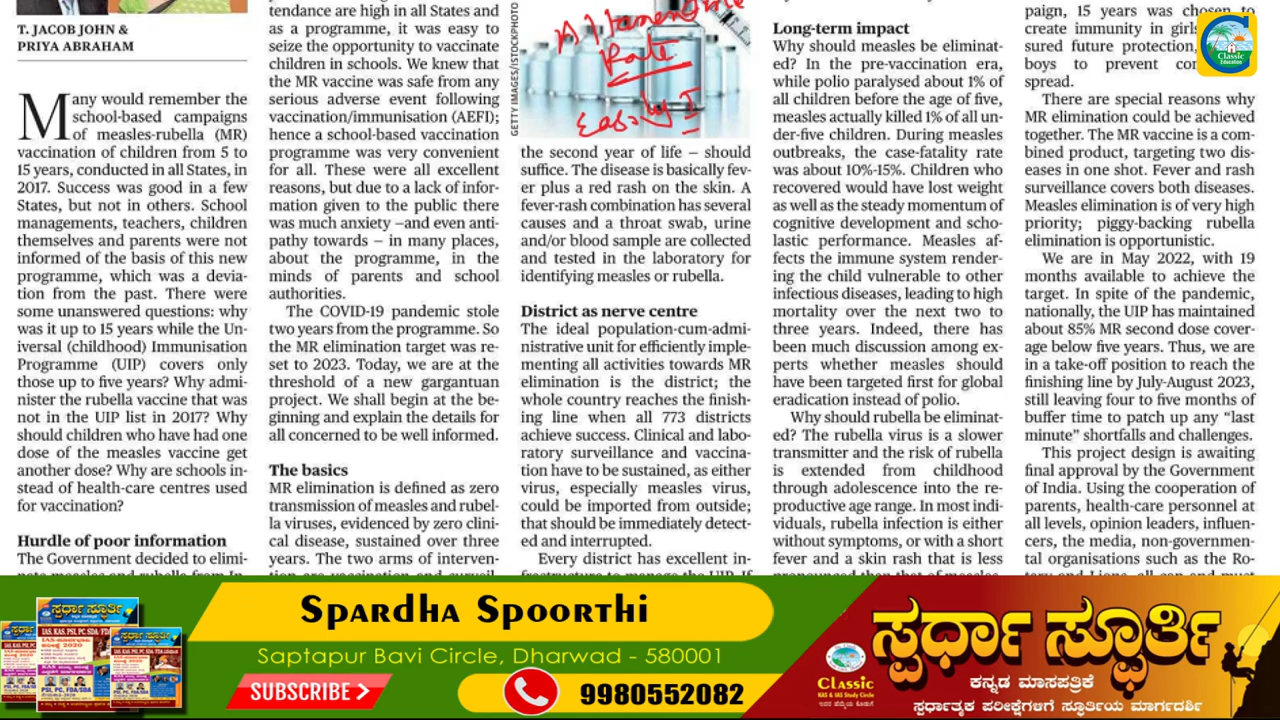 T. JACOB JOHN &
PRIYA ABRAHAM
Many would remember the
school-based campaigns
of measles-rubella (MR)
vaccination of children from 5 to
15 years, conducted in all States, in
2017. Success was good in a few
States, but not in others. School
managements, teachers, children
themselves and parents were not
informed of the basis of this new
programme, which was a devia-
tion from the past. There were
some unanswered questions: why
was it up to 15 years while the Un-
iversal (childhood) Immunisation
Programme (UIP) covers only
those up to five years? Why admi-
nister the rubella vaccine that was
not in the UIP list in 2017? Why
should children who have had one
dose of the measles vaccine get
another dose? Why are schools in-
stead of health-care centres used
for vaccination?
Hurdle of poor information
The Government decided to elimi-
tendance are high in all States and
as a programme, it was easy to
seize the opportunity to vaccinate
children in schools. We knew that
the MR vaccine was safe from any
serious adverse event following
vaccination/immunisation (AEFI);
hence a school-based vaccination
programme was very convenient
for all. These were all excellent
reasons, but due to a lack of infor-
mation given to the public there
was much anxiety –and even anti-
pathy towards – in many places,
about the programme, in the
minds of parents and school
authorities.
The COVID-19 pandemic stole
two years from the programme. So
the MR elimination target was re-
set to 2023. Today, we are at the
threshold of a new gargantuan
project. We shall begin at the be-
ginning and explain the details for
all concerned to be well informed.
The basics
MR elimination is defined as zero
transmission of measles and rubel-
la viruses, evidenced by zero clini-
cal disease, sustained over three
years. The two arms of interven-
GETTY IMAGES/ISTOCKPHOTO
Rate
the second year of life – should
suffice. The disease is basically fev-
er plus a red rash on the skin. A
fever-rash combination has several
causes and a throat swab, urine
and/or blood sample are collected
and tested in the laboratory for
identifying measles or rubella.
District as nerve centre
The ideal population-cum-admi-
nistrative unit for efficiently imple-
menting all activities towards MR
elimination is the district; the
whole country reaches the finish-
ing line when all 773 districts
achieve success. Clinical and labo-
ratory surveillance and vaccina-
tion have to be sustained, as either
virus, especially measles virus,
could be imported from outside;
that should be immediately detect-
ed and interrupted.
Every district has excellent in-
Long-term impact
Why should measles be eliminat-
ed? In the pre-vaccination era,
while polio paralysed about 1% of
all children before the age of five,
measles actually killed 1% of all un-
der-five children. During measles
outbreaks, the case-fatality rate
was about 10%-15%. Children who
recovered would have lost weight
as well as the steady momentum of
cognitive development and scho-
lastic performance. Measles af-
fects the immune system render-
ing the child vulnerable to other
infectious diseases, leading to high
mortality over the next two to
three years. Indeed, there has
been much discussion among ex-
perts whether measles should
have been targeted first for global
eradication instead of polio.
Why should rubella be eliminat-
ed? The rubella virus is a slower
transmitter and the risk of rubella
is extended from childhood
through adolescence into the re-
productive age range. In most indi-
viduals, rubella infection is either
without symptoms, or with a short
fever and a skin rash that is less
paign, 15 years was chosen to
create immunity in girls
sured future protection,
boys to prevent
spread.
There are special reasons why
MR elimination could be achieved
together. The MR vaccine is a com-
bined product, targeting two dis-
eases in one shot. Fever and rash
surveillance covers both diseases.
Measles elimination is of very high
priority; piggy-backing rubella
elimination is opportunistic.
We are in May 2022, with 19
months available to achieve the
target. In spite of the pandemic,
nationally, the UIP has maintained
about 85% MR second dose cover-
age below five years. Thus, we are
in a take-off position to reach the
finishing line by July-August 2023,
still leaving four to five months of
buffer time to patch up any “last
minute” shortfalls and challenges.
This project design is awaiting
final approval by the Government
of India. Using the cooperation of
parents, health-care personnel at
all levels, opinion leaders, influen-
cers, the media, non-governmen-
tal organisations such as the Ro-
Classic
Education
Spardha Spoorthi
Saptapur Bavi Circle, Dharwad - 580001
SUBSCRIBE
9980552082
ಸ್ಪರ್ಧಾ ಸ್ಫೂರ್ತಿ
ಕನ್ನಡ ಮಾಸಪತ್ರಿಕೆ
ಸ್ಪರ್ಧಾತ್ಮಕ ಪರೀಕ್ಷೆಗಳಿಗೆ ಸ್ಫೂರ್ತಿಯ ಮಾರ್ಗದರ್ಶಿ
Classic
KAS & IAS Study Circle